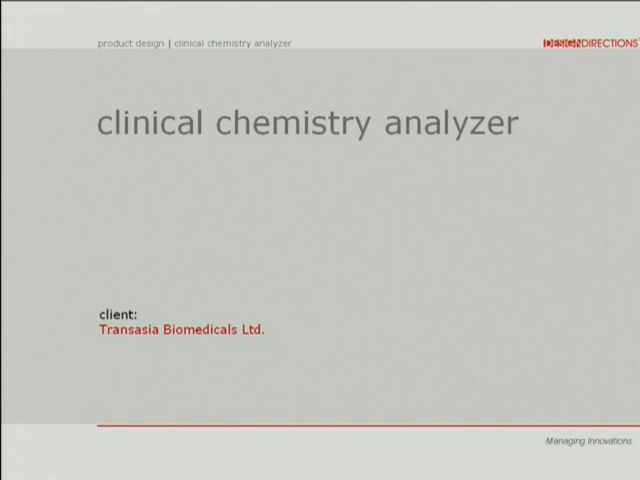 product design | clinical chemistry analyzer
DESIGNDIRECTIONS
clinical chemistry analyzer
client:
Transasia Biomedicals Ltd.
Managing Innovations